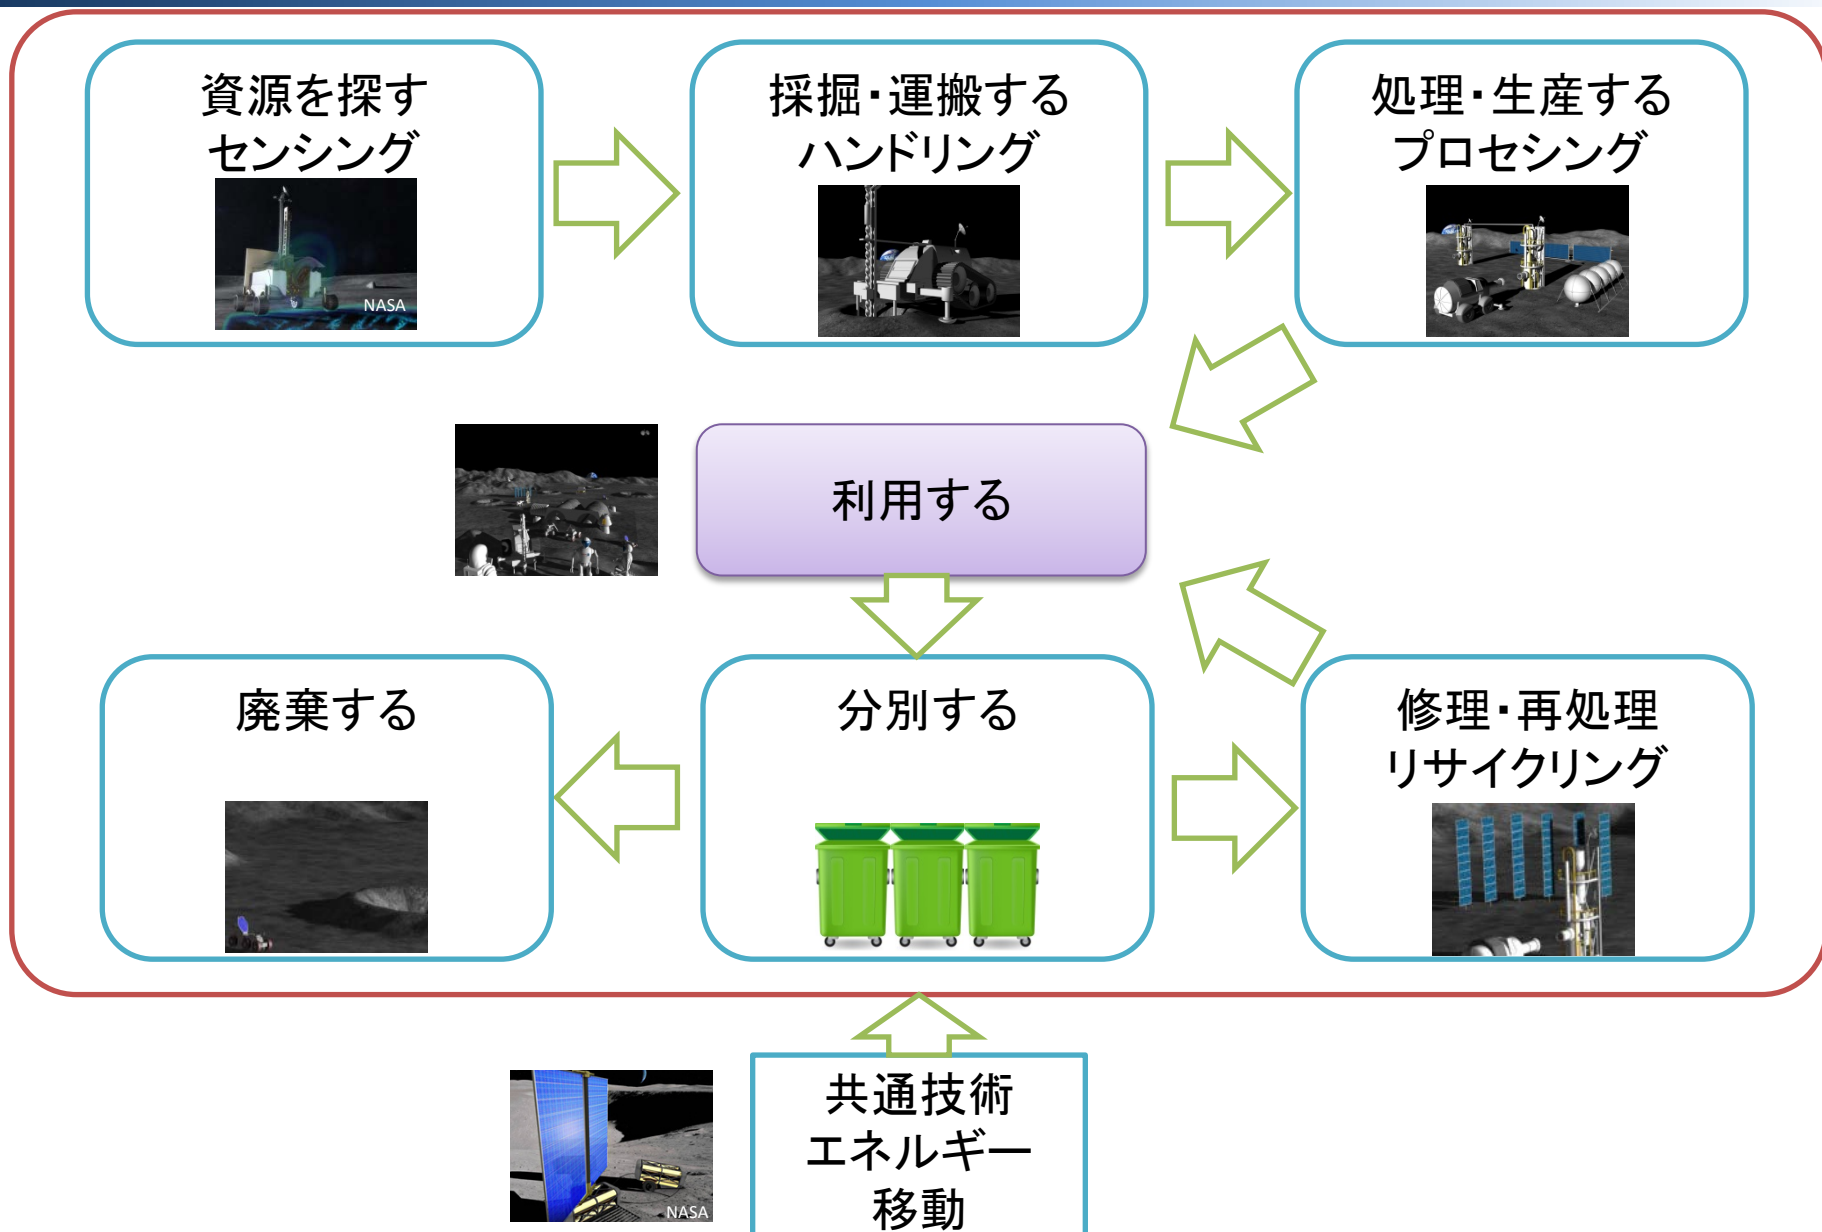 資源を探す
センシング
NASA
採掘・運搬する
ハンドリング
処理・生産する
プロセシング
利用する
廃棄する
分別する
修理・再処理
リサイクリング
NASA
共通技術
エネルギー
移動